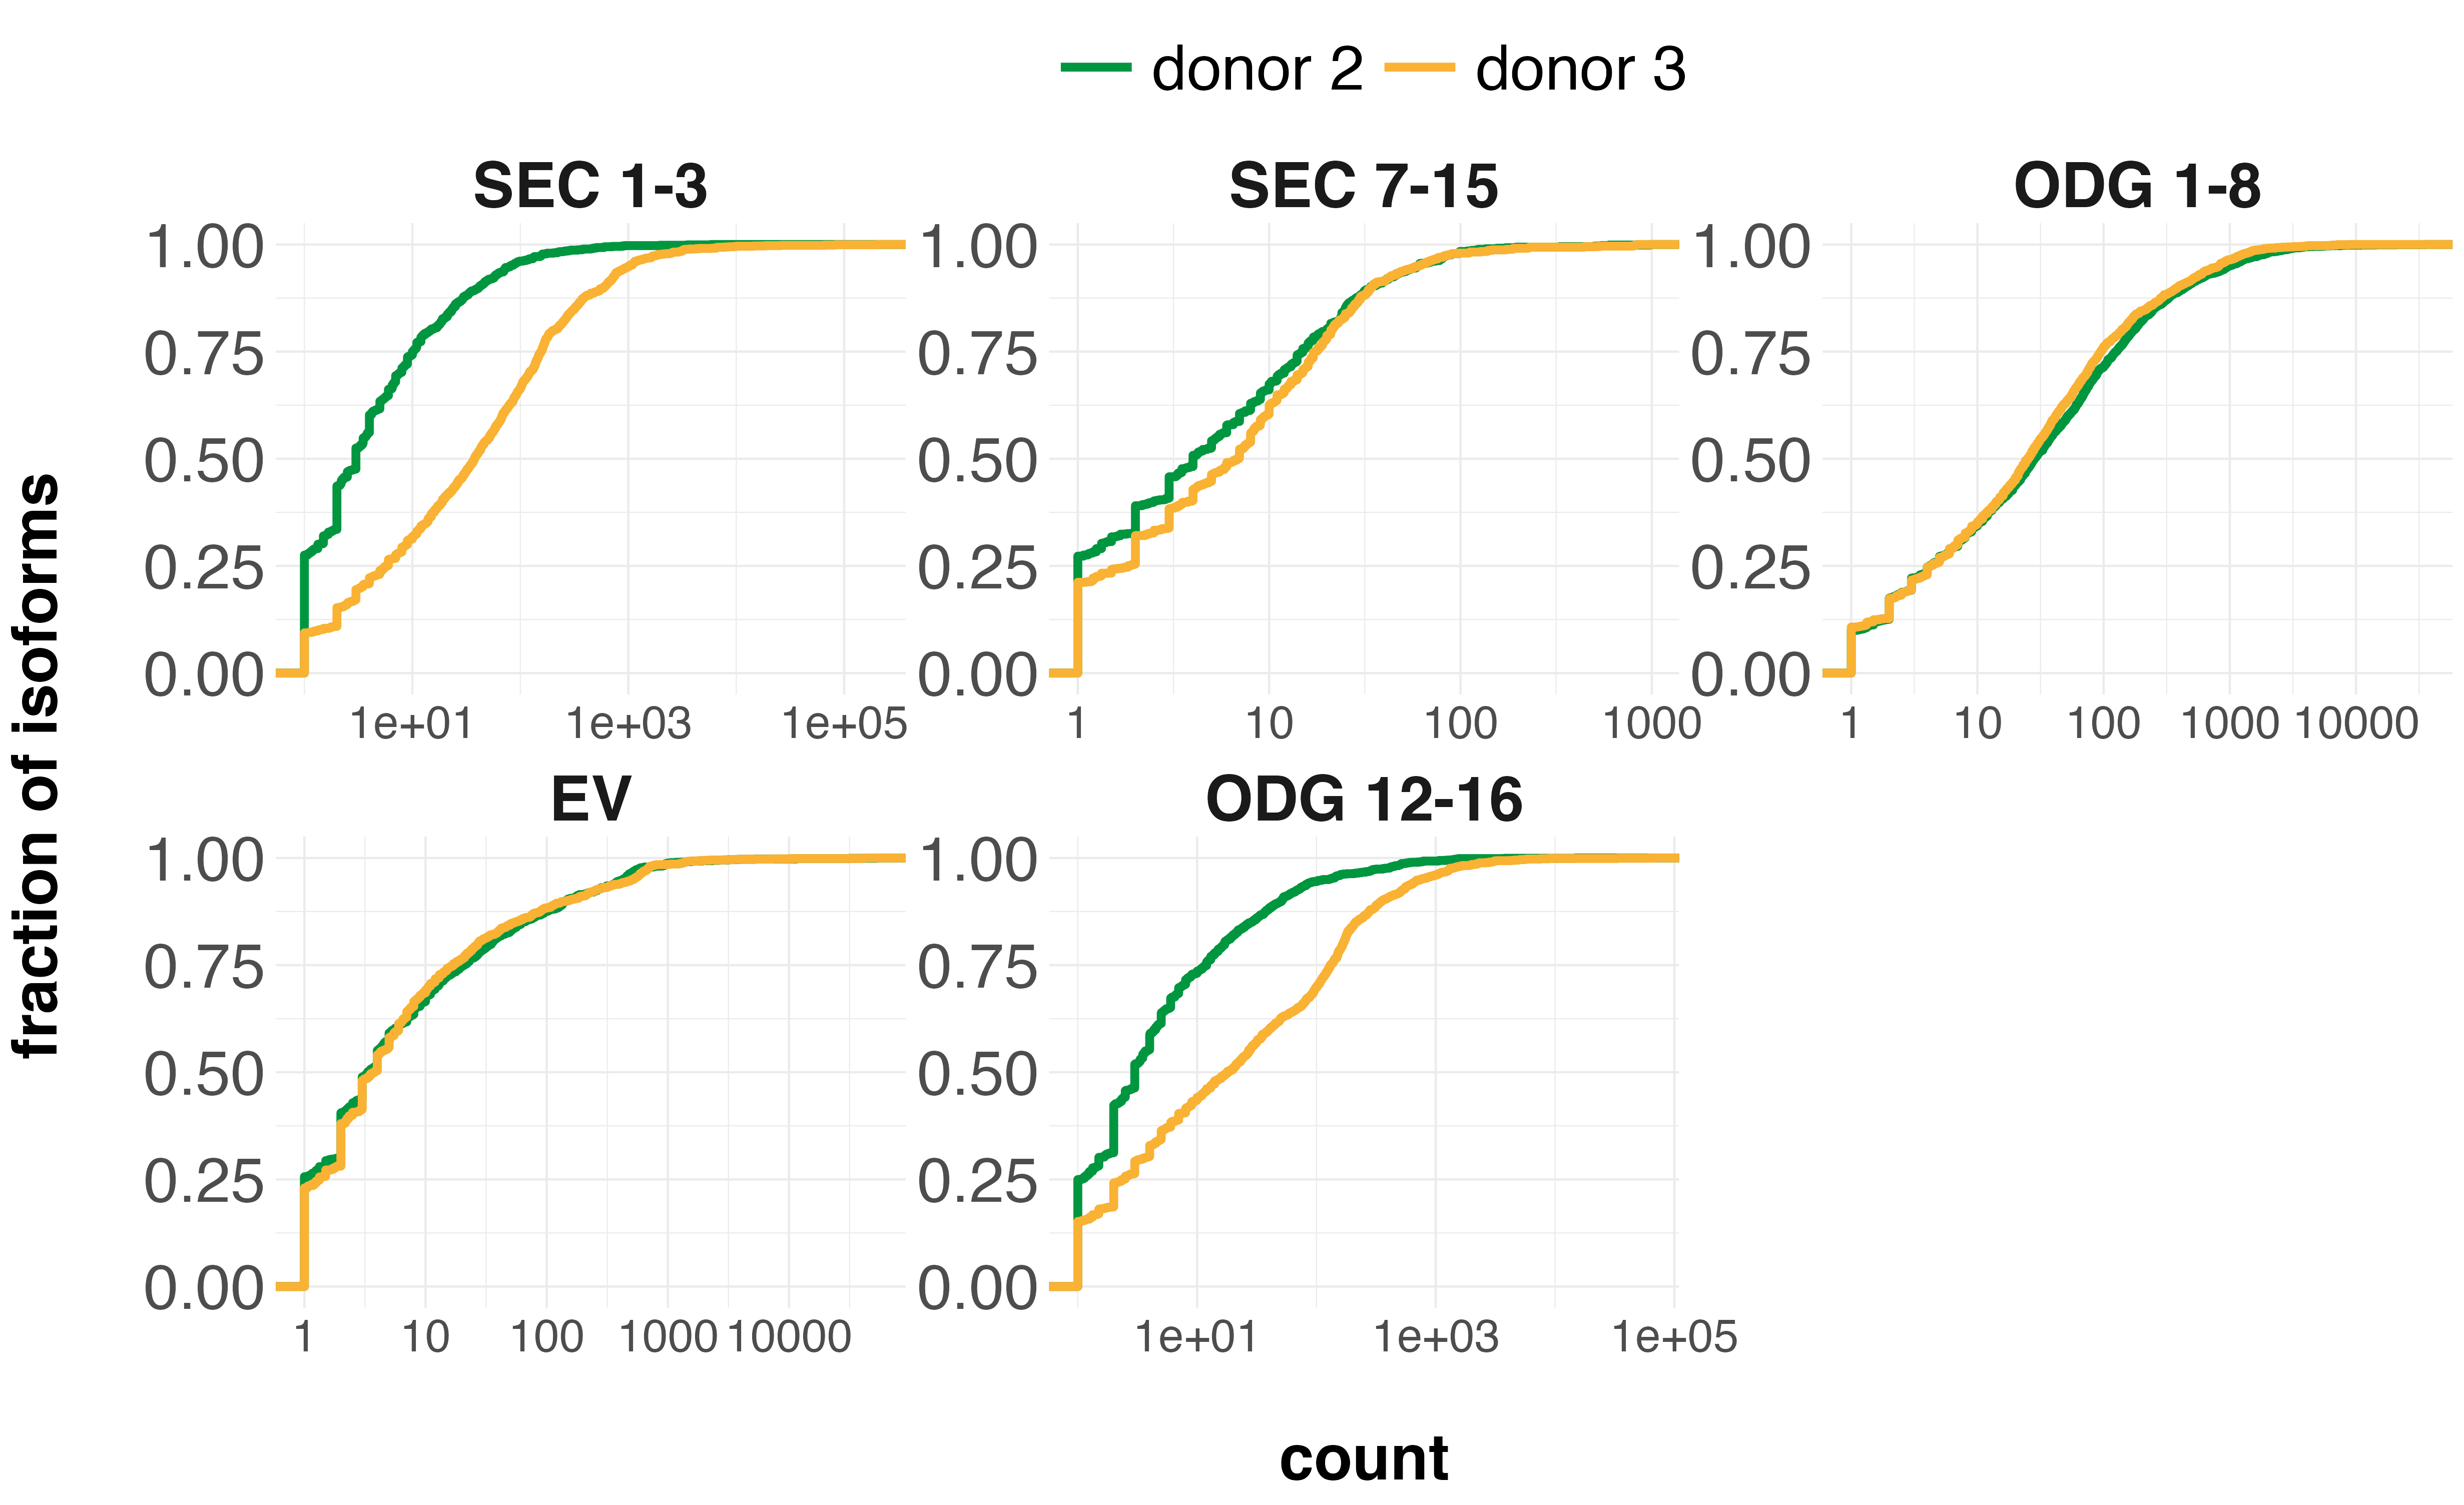 donor 2 donor 3
SEC 1-3 SEC 7-15 ODG 1-8
1.00 1.00 1.00
0.75 0.75 0.75
0.50 0.50 0.50
0.25 0.25 0.25
0.00 0.00 0.00
1e+01 1e+03 1e+05 1 10 100 1000 1 10 100 1000 10000
fraction of isoforms
EV ODG 12-16
1.00 1.00
0.75 0.75
0.50 0.50
0.25 0.25
0.00 0.00
1 10 100 1000 10000 1e+01 1e+03 1e+05
count